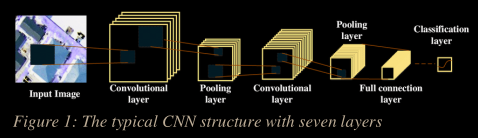 Pooling layer
Classification layer
Input Image
Convolutional layer
Pooling layer
Convolutional layer
Full connection layer
Figure 1: The typical CNN structure with seven layers